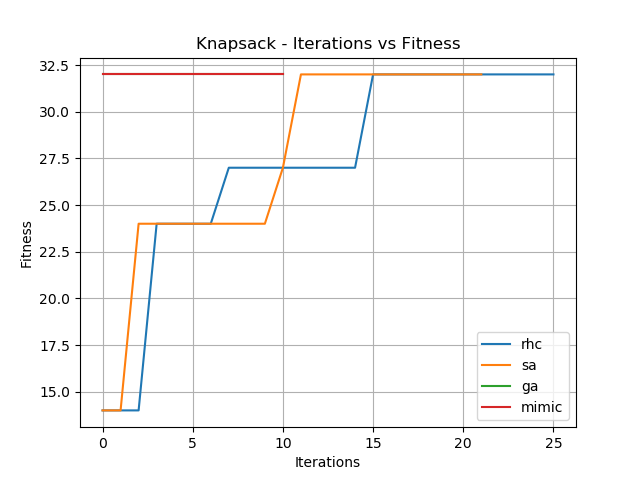 Knapsack - Iterations vs Fitness
32.5
30.0
27.5
25.0
22.5
20.0
17.5
15.0
Fitness
0 5 10 15 20 25
Iterations
rhc
sa
ga
mimic